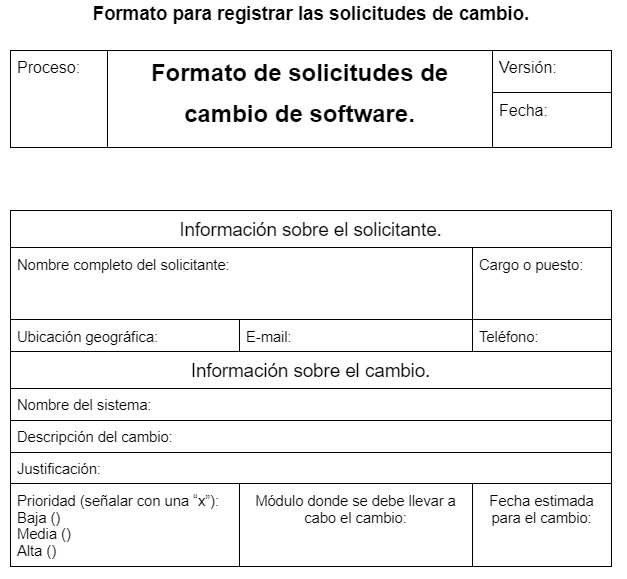 Formato para registrar las solicitudes de cambio.
Proceso:
Formato de solicitudes de
cambio de software.
Versión:
Fecha:
Información sobre el solicitante.
Nombre completo del solicitante:
Cargo o puesto:
Ubicación geográfica:
E-mail:
Teléfono:
Información sobre el cambio.
Nombre del sistema:
Descripción del cambio:
Justificación:
Prioridad (señalar con una “x”):
Baja ()
Media ()
Alta ()
Módulo donde se debe llevar a
cabo el cambio:
Fecha estimada
para el cambio: